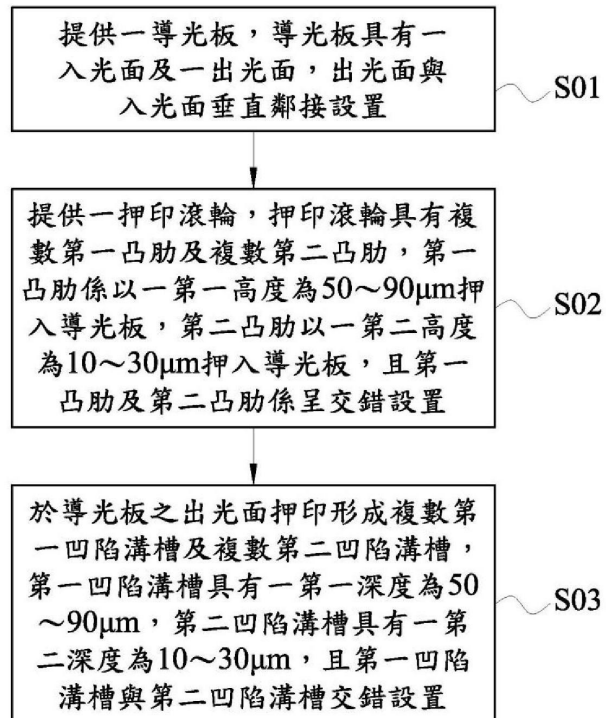 提供一導光板，導光板具有一
入光面及一出光面，出光面與
入光面垂直鄰接設置
S01
提供一押印滾輪，押印滾輪具有複
數第一凸肋及複數第二凸肋，第一
凸肋係以一第一高度為50～90μm押
入導光板，第二凸肋以一第二高度
為10～30μm押入導光板，且第一
凸肋及第二凸肋係呈交錯設置
S02
於導光板之出光面押印形成複數第
一凹陷溝槽及複數第二凹陷溝槽，
第一凹陷溝槽具有一第一深度為50
～90μm，第二凹陷溝槽具有一第
二深度為10～30μm，且第一凹陷
溝槽與第二凹陷溝槽交錯設置
S03